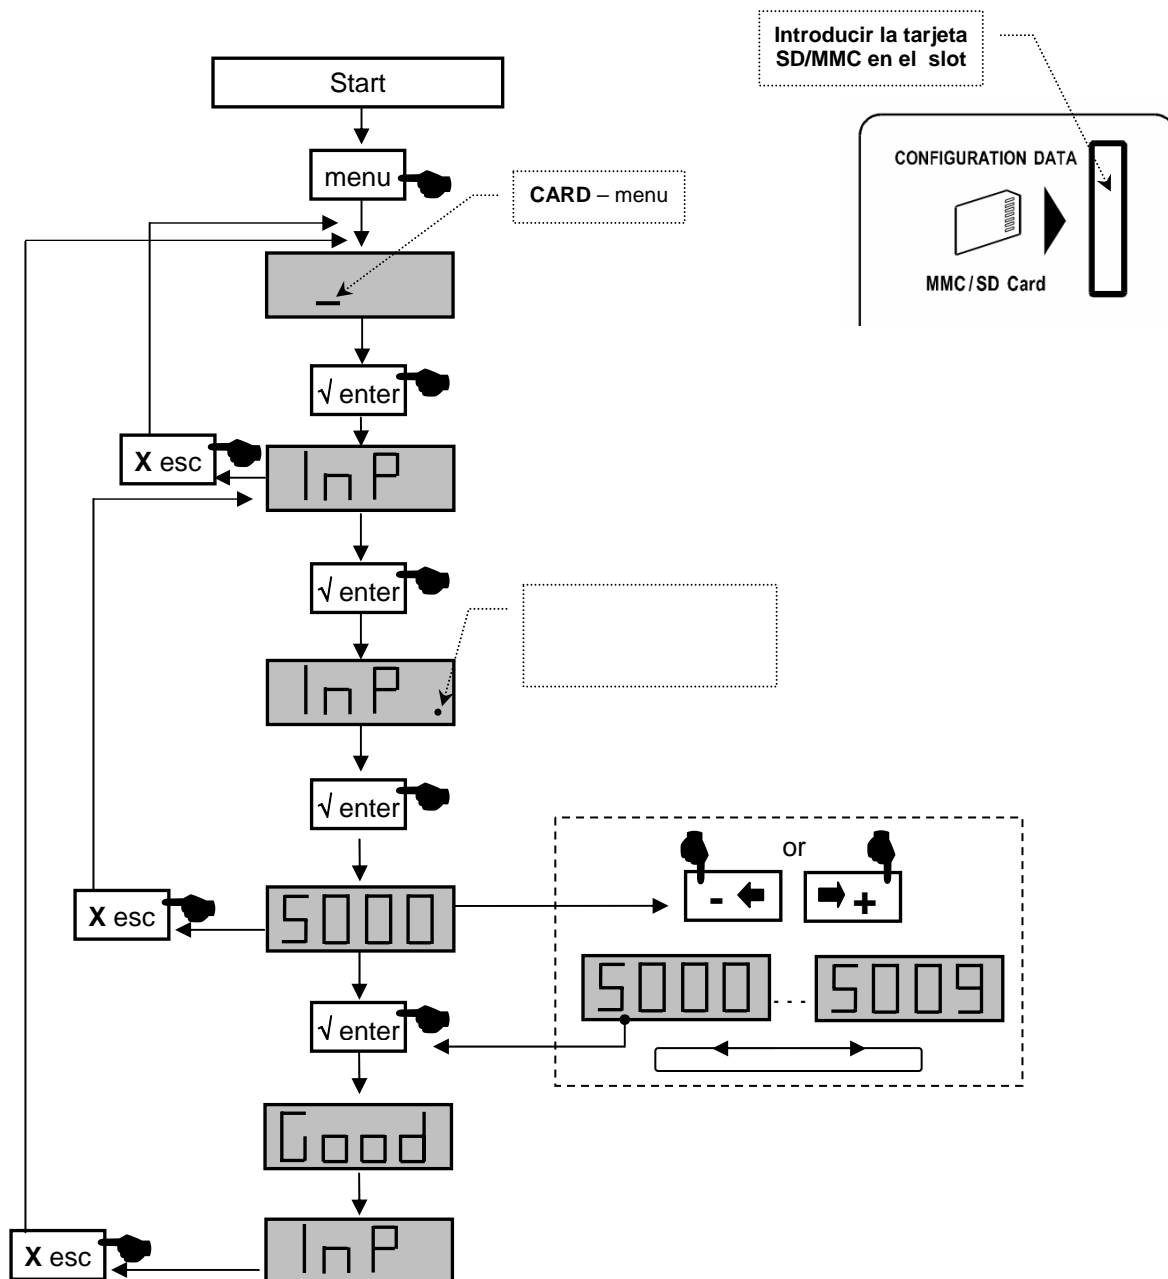 Introducir la tarjeta
SD/MMC en el slot
Start
menu
CARD – menu
CONFIGURATION DATA
MMC/SD Card
_
√ enter
X esc
InP
√ enter
InP.
√ enter
or
- +
X esc
5000
5000 - - - 5009
√ enter
Good
X esc
InP